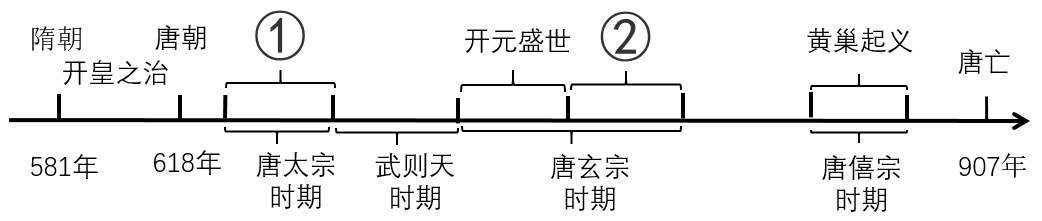 隋朝
开皇之治
唐朝
①
开元盛世
②
黄巢起义
唐亡
581年
618年
唐太宗
时期
武则天
时期
唐玄宗
时期
唐僖宗
时期
907年